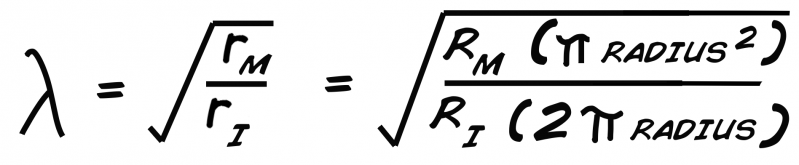 λ = √(r_M / r_I) = √(R_M (π RADIUS²) / R_I (2π RADIUS))